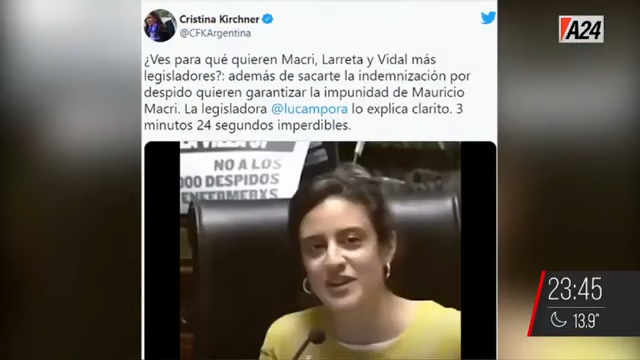 Cristina Kirchner
@CFKArgentina
A24
¿Ves para qué quieren Macri, Larreta y Vidal más
legisladores?: además de sacarte la indemnización por
despido quieren garantizar la impunidad de Mauricio
Macri. La legisladora @lucampora lo explica clarito. 3
minutos 24 segundos imperdibles.
NO A LOS
000 DESPIDOS
23:45
13.9°